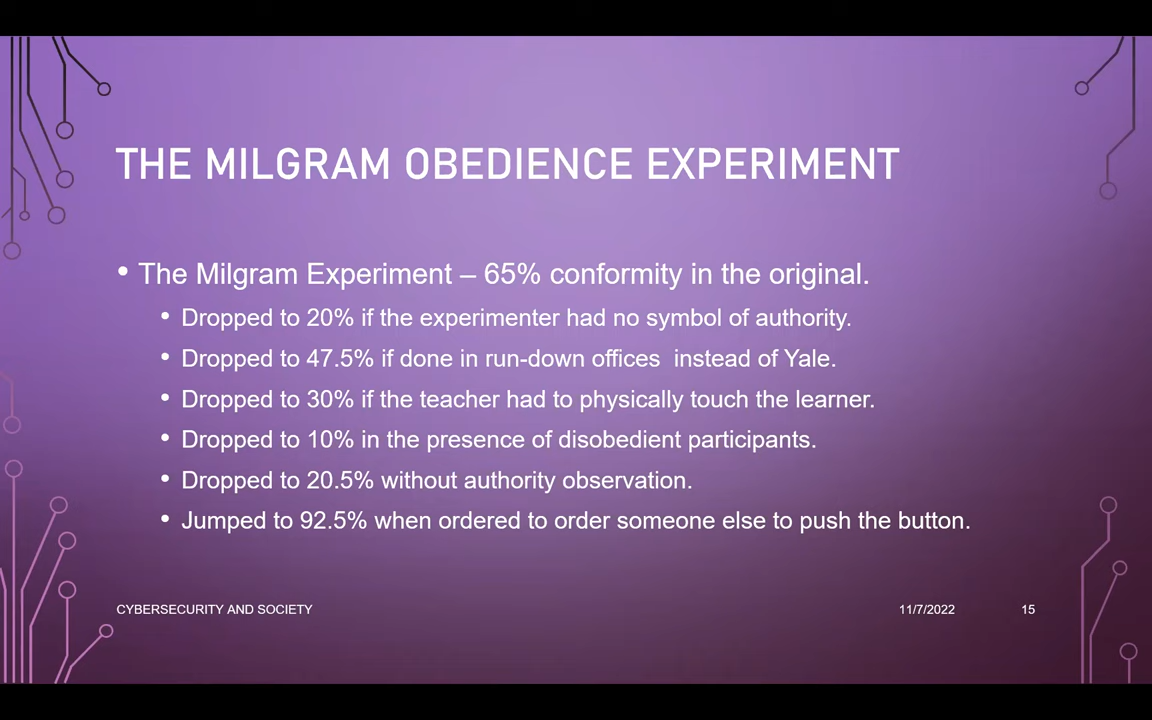 THE MILGRAM OBEDIENCE EXPERIMENT
• The Milgram Experiment – 65% conformity in the original.
• Dropped to 20% if the experimenter had no symbol of authority.
• Dropped to 47.5% if done in run-down offices  instead of Yale.
• Dropped to 30% if the teacher had to physically touch the learner.
• Dropped to 10% in the presence of disobedient participants.
• Dropped to 20.5% without authority observation.
• Jumped to 92.5% when ordered to order someone else to push the button.
CYBERSECURITY AND SOCIETY 11/7/2022 15